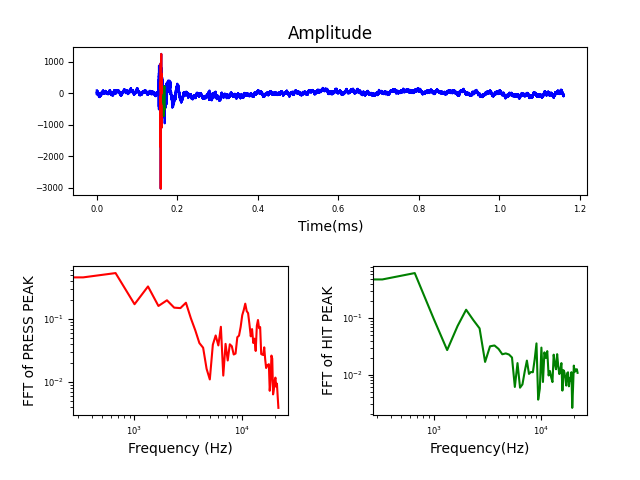 Amplitude
1000
0
−1000
−2000
−3000
0.0 0.2 0.4 0.6 0.8 1.0 1.2
Time(ms)
FFT of PRESS PEAK
10⁻¹
10⁻²
10³ 10⁴
Frequency (Hz)
FFT of HIT PEAK
10⁻¹
10⁻²
10³ 10⁴
Frequency(Hz)